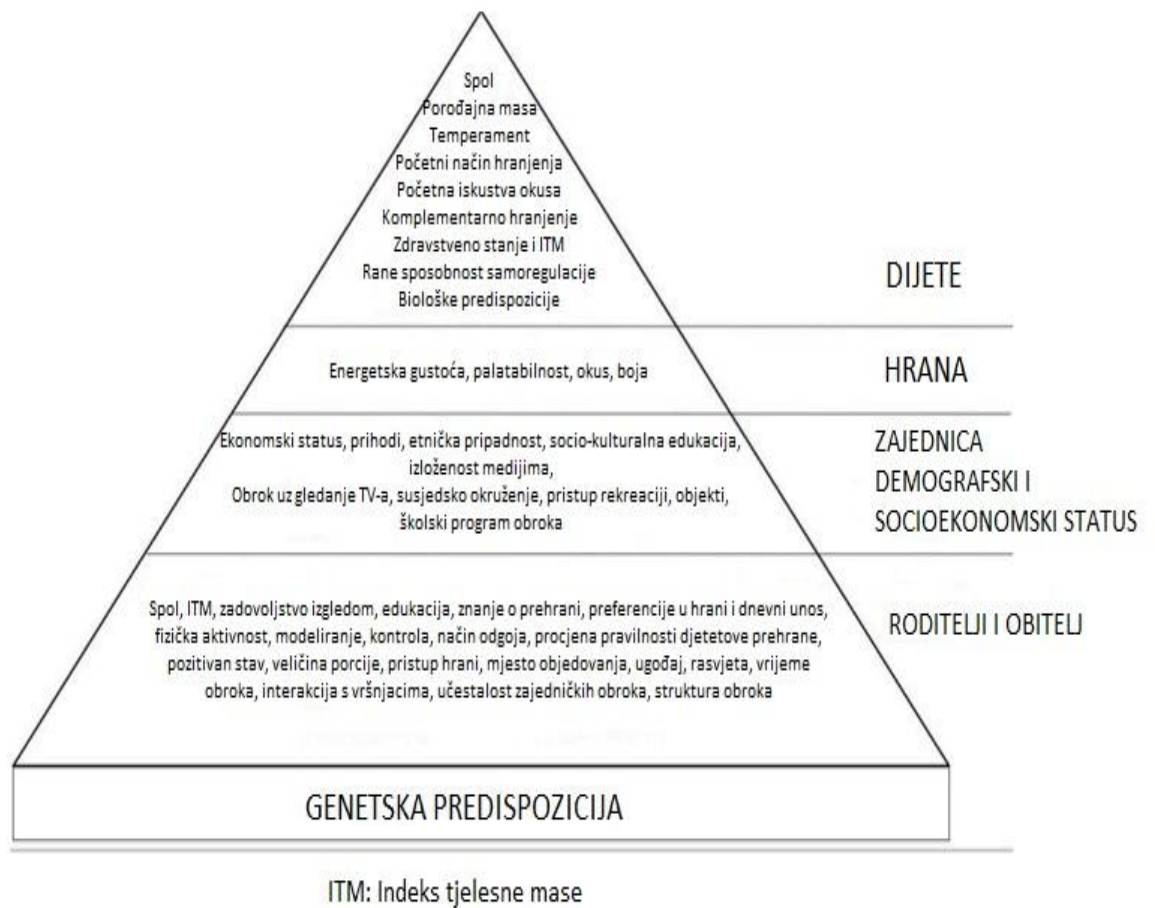 Spol
Porođajna masa
Temperament
Početni način hranjenja
Početna iskustva okusa
Komplementarno hranjenje
Zdravstveno stanje i ITM
Rane sposobnost samoregulacije
Biološke predispozicije
DIJETE
Energetska gustoća, palatabilnost, okus, boja
HRANA
Ekonomski status, prihodi, etnička pripadnost, socio-kulturalna edukacija,
izloženost medijima,
Obrok uz gledanje TV-a, susjedsko okruženje, pristup rekreaciji, objekti,
školski program obroka
ZAJEDNICA
DEMOGRAFSKI I
SOCIOEKONOMSKI STATUS
Spol, ITM, zadovoljstvo izgledom, edukacija, znanje o prehrani, preferencije u hrani i dnevni unos,
fizička aktivnost, modeliranje, kontrola, način odgoja, procjena pravilnosti djetetove prehrane,
pozitivan stav, veličina porcije, pristup hrani, mjesto objedovanja, ugođaj, rasvjeta, vrijeme
obroka, interakcija s vršnjacima, učestalost zajedničkih obroka, struktura obroka
RODITELJI I OBITELJ
GENETSKA PREDISPOZICIJA
ITM: Indeks tjelesne mase